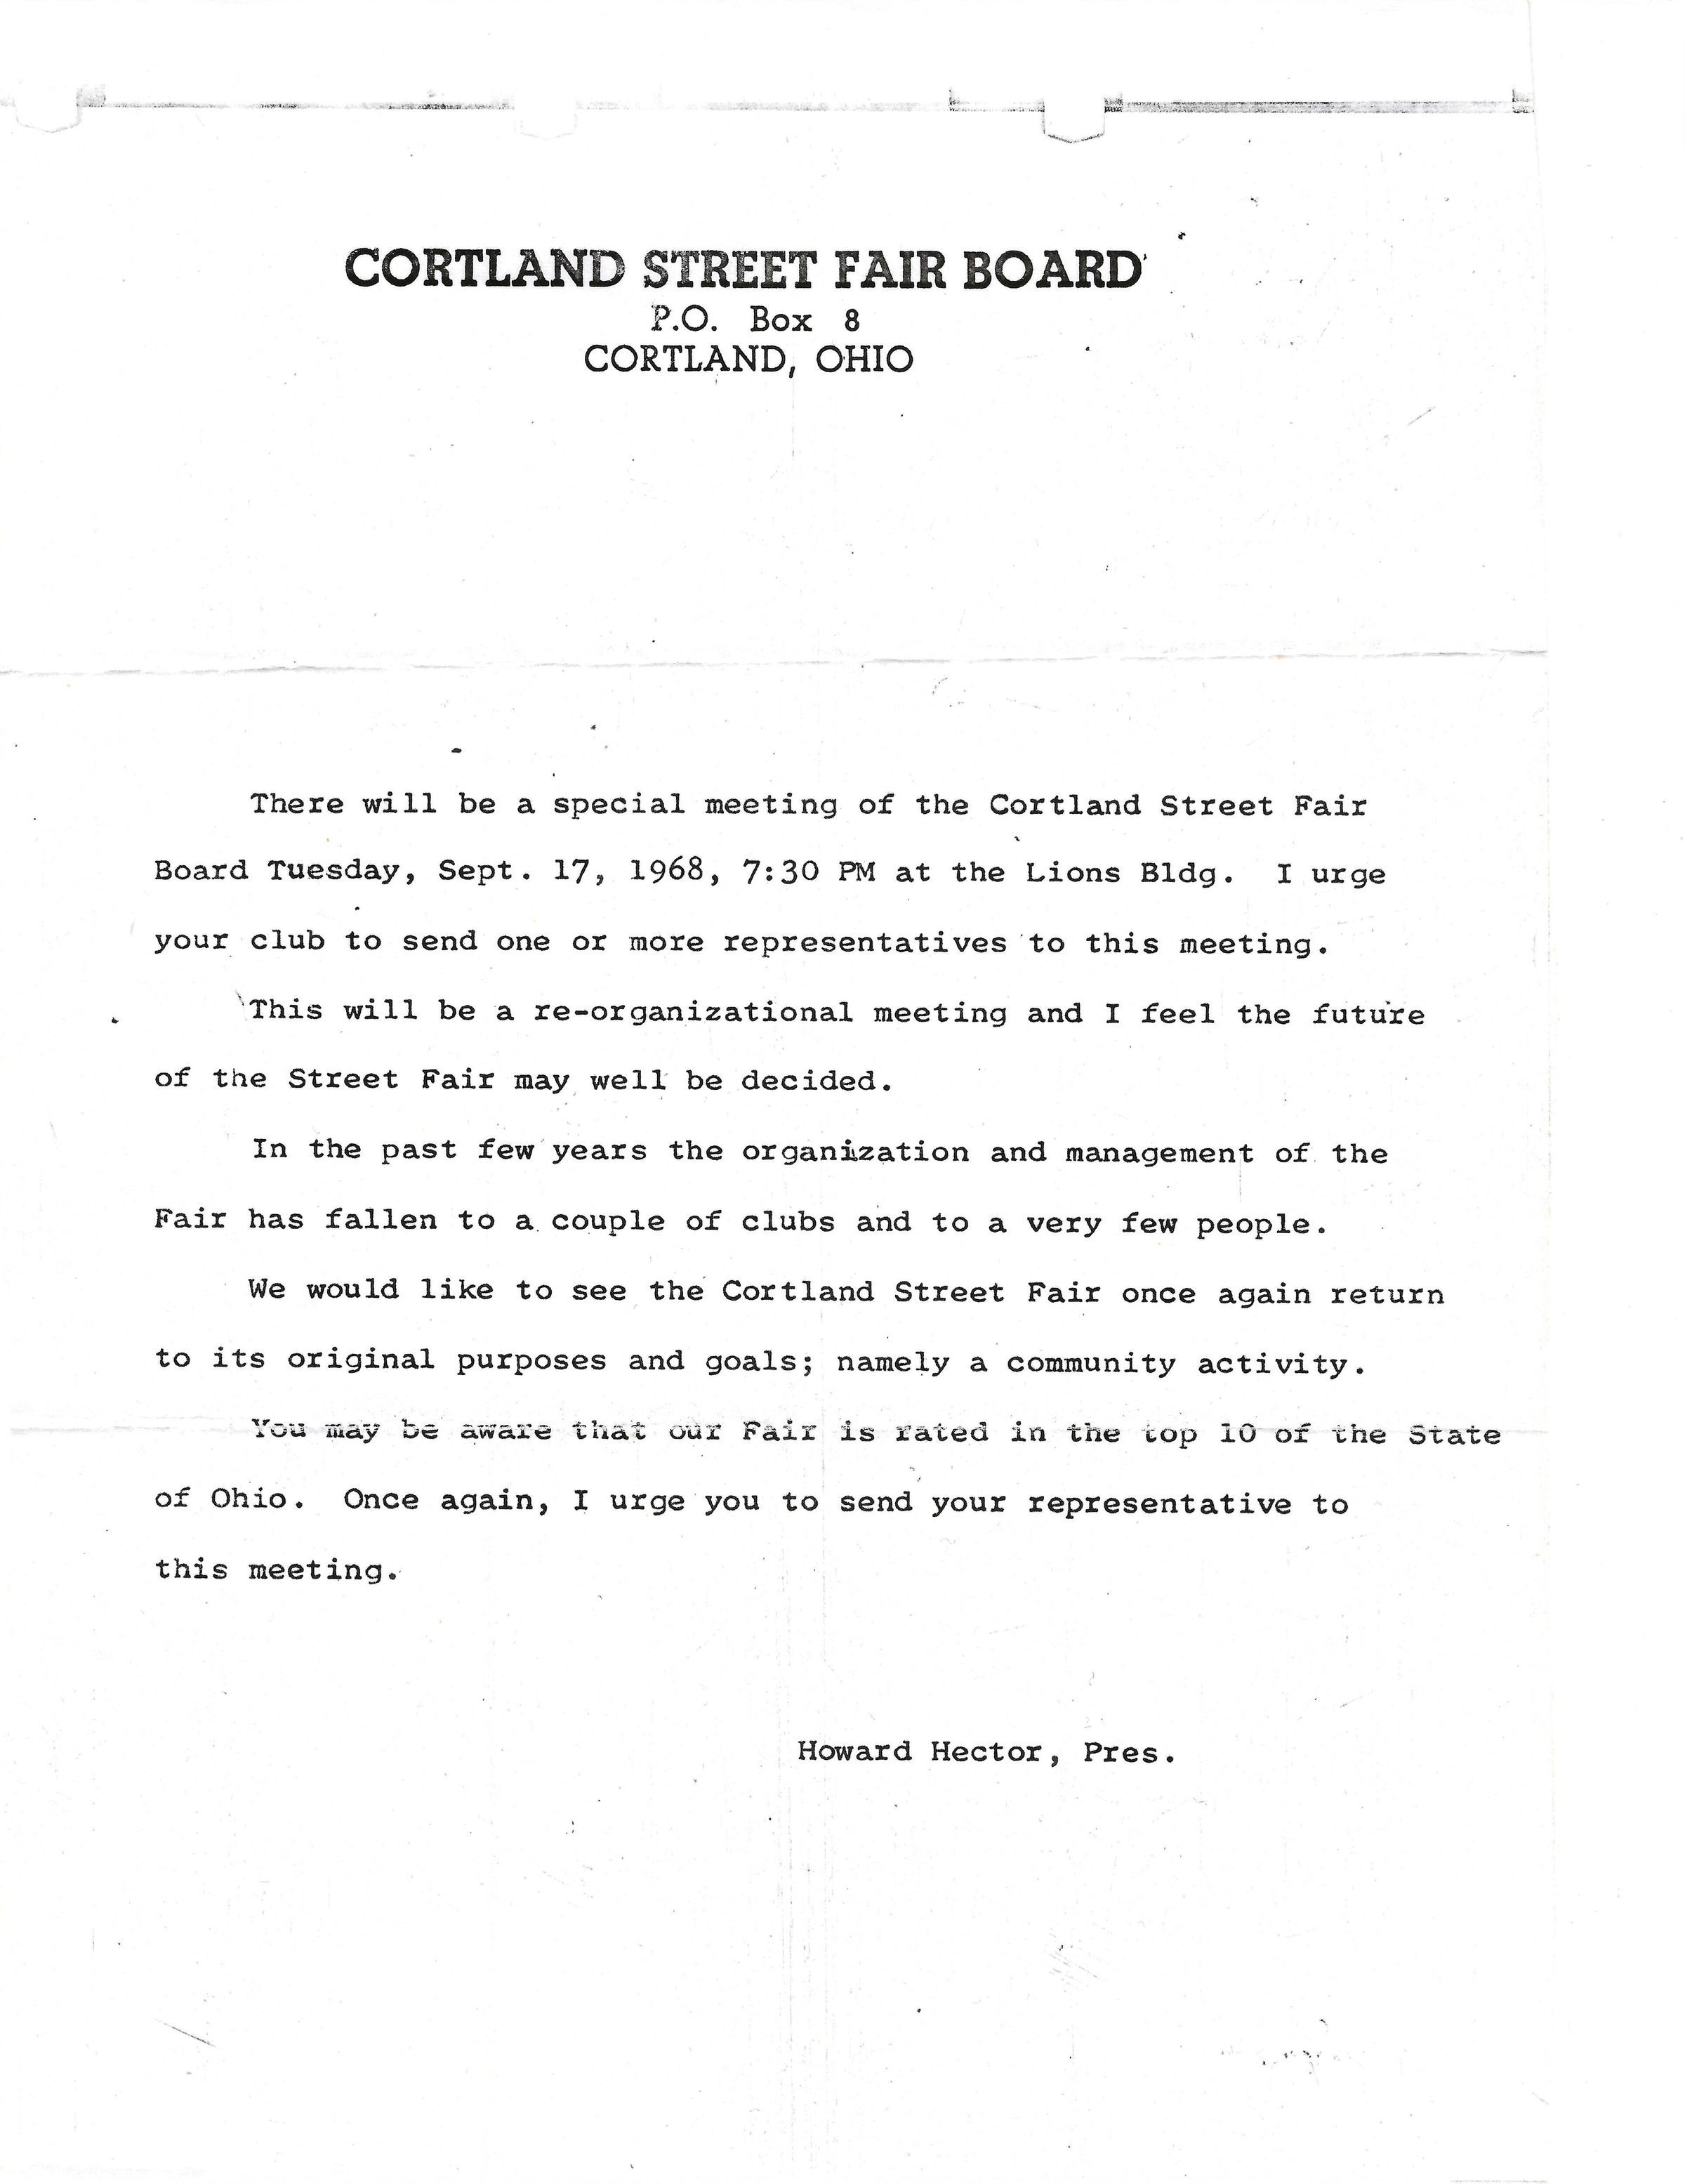 CORTLAND STREET FAIR BOARD
P.O. Box 8
CORTLAND, OHIO
There will be a special meeting of the Cortland Street Fair
Board Tuesday, Sept. 17, 1968, 7:30 PM at the Lions Bldg. I urge
your club to send one or more representatives to this meeting.
This will be a re-organizational meeting and I feel the future
of the Street Fair may well be decided.
In the past few years the organization and management of the
Fair has fallen to a couple of clubs and to a very few people.
We would like to see the Cortland Street Fair once again return
to its original purposes and goals; namely a community activity.
You may be aware that our Fair is rated in the top 10 of the State
of Ohio. Once again, I urge you to send your representative to
this meeting.
Howard Hector, Pres.